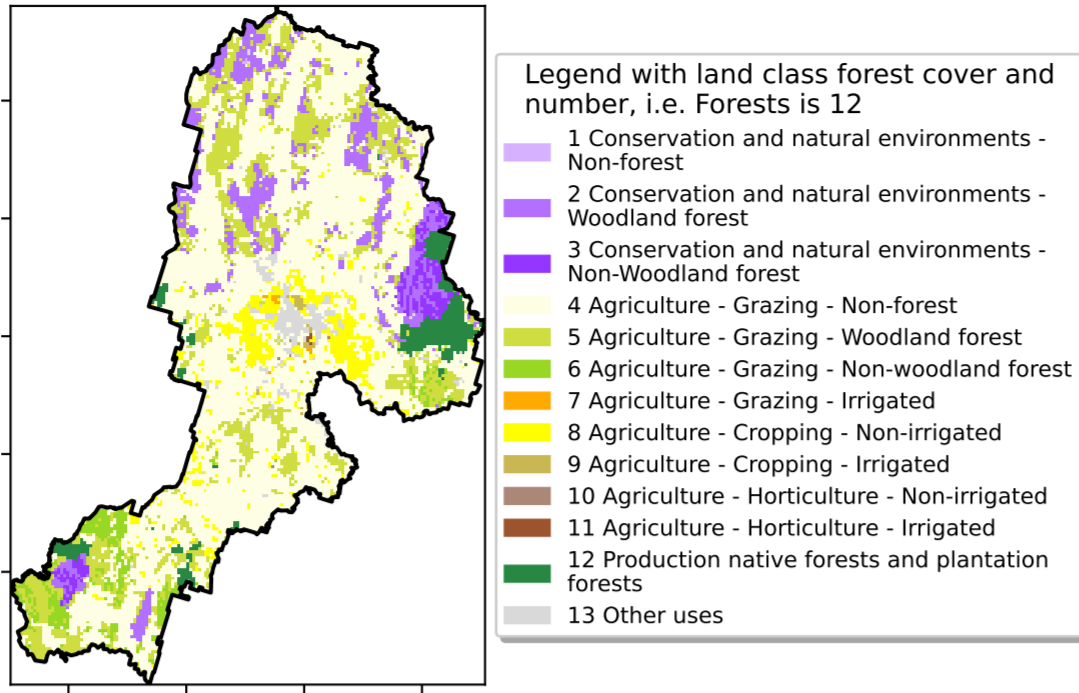 Legend with land class forest cover and
number, i.e. Forests is 12
1 Conservation and natural environments -
Non-forest
2 Conservation and natural environments -
Woodland forest
3 Conservation and natural environments -
Non-Woodland forest
4 Agriculture - Grazing - Non-forest
5 Agriculture - Grazing - Woodland forest
6 Agriculture - Grazing - Non-woodland forest
7 Agriculture - Grazing - Irrigated
8 Agriculture - Cropping - Non-irrigated
9 Agriculture - Cropping - Irrigated
10 Agriculture - Horticulture - Non-irrigated
11 Agriculture - Horticulture - Irrigated
12 Production native forests and plantation
forests
13 Other uses